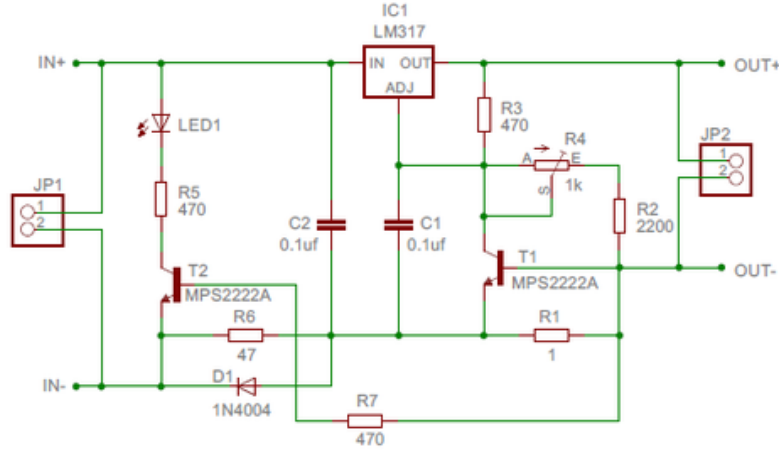 IC1
LM317
IN+
IN OUT
ADJ
OUT+
LED1
R3
470
R4
A E
S
1k
JP2
1
2
JP1
1
2
R5
470
C2
0.1uf
C1
0.1uf
R2
2200
T2
MPS2222A
T1
MPS2222A
OUT-
R6
47
R1
1
IN-
D1
1N4004
R7
470